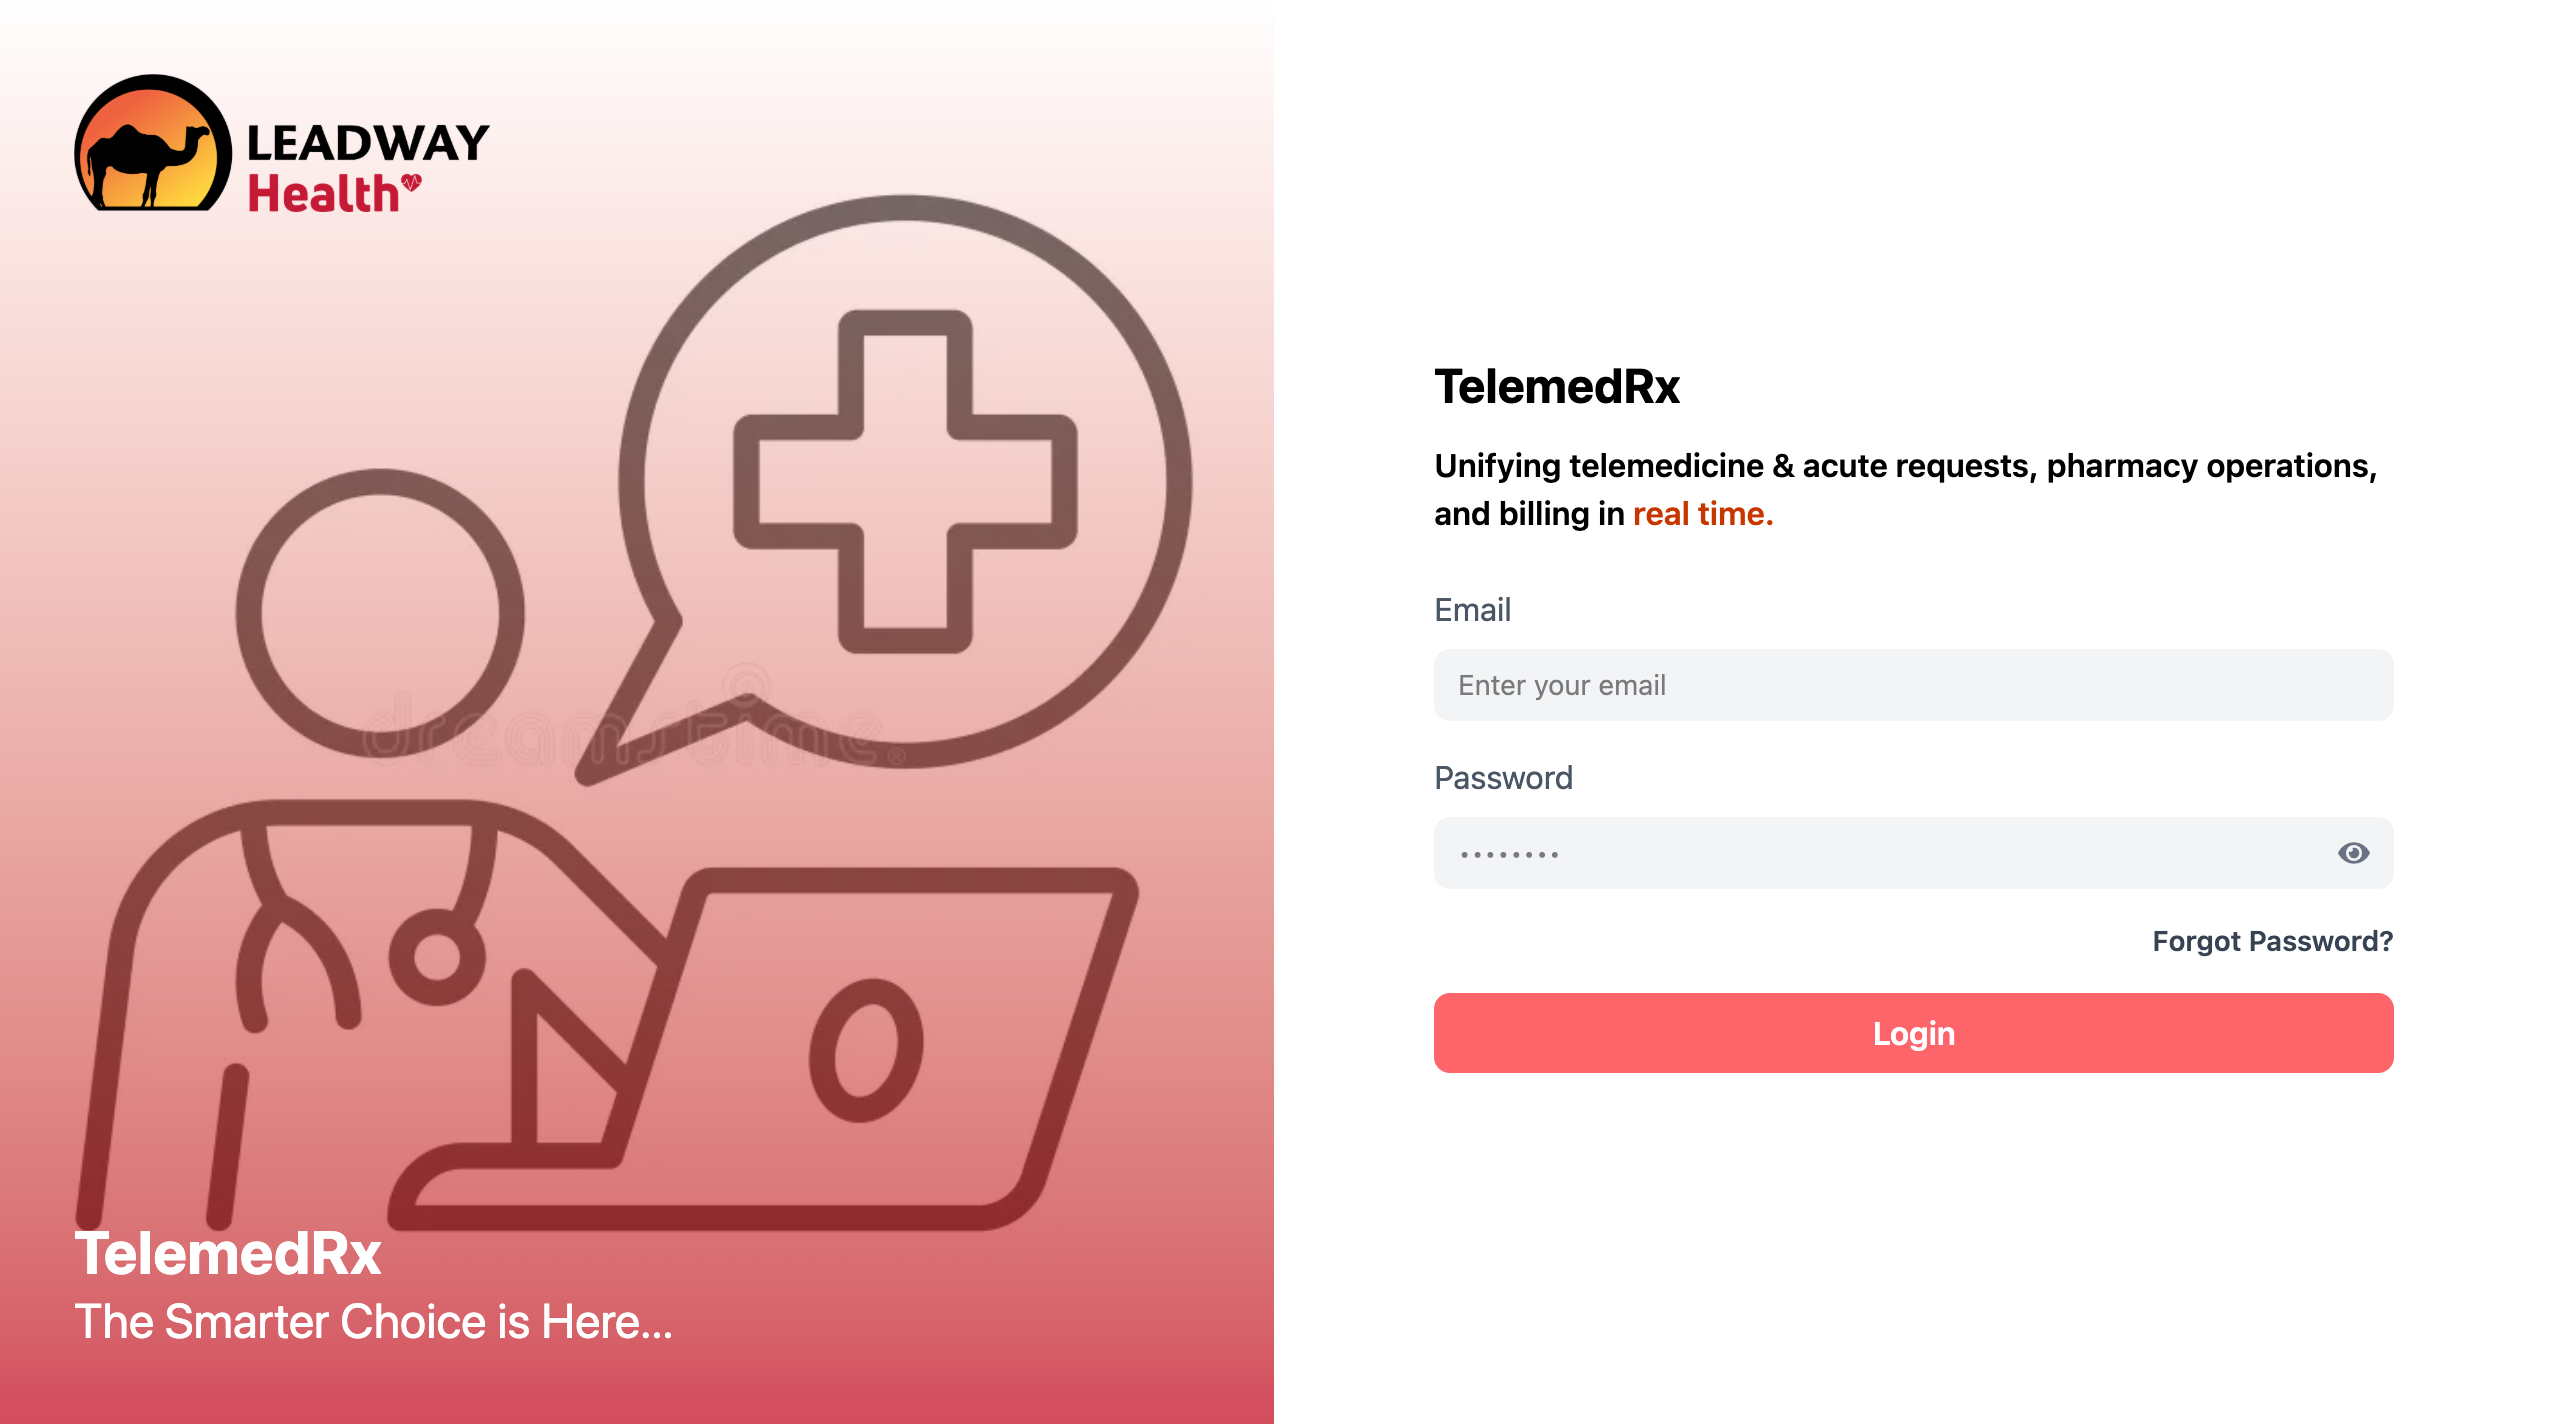 LEADWAY
Health
dreamstime.
TelemedRx
The Smarter Choice is Here...
TelemedRx
Unifying telemedicine & acute requests, pharmacy operations,
and billing in real time.
Email
Enter your email
Password
Forgot Password?
Login